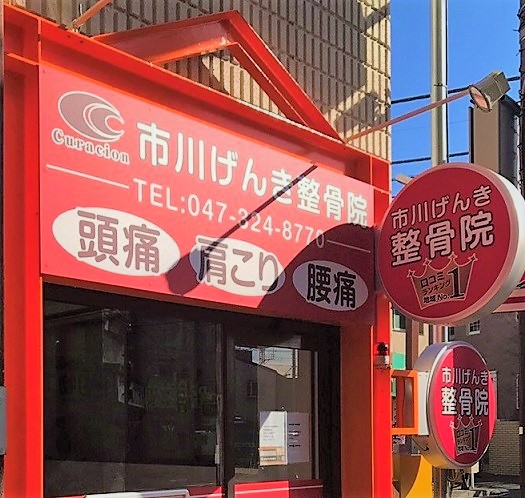 Curacion
市川げんき整骨院
TEL:047-324-8770
頭痛 肩こり 腰痛
市川げんき
整骨院
口コミ
ランキング
地域No.1
市川げんき
整骨院